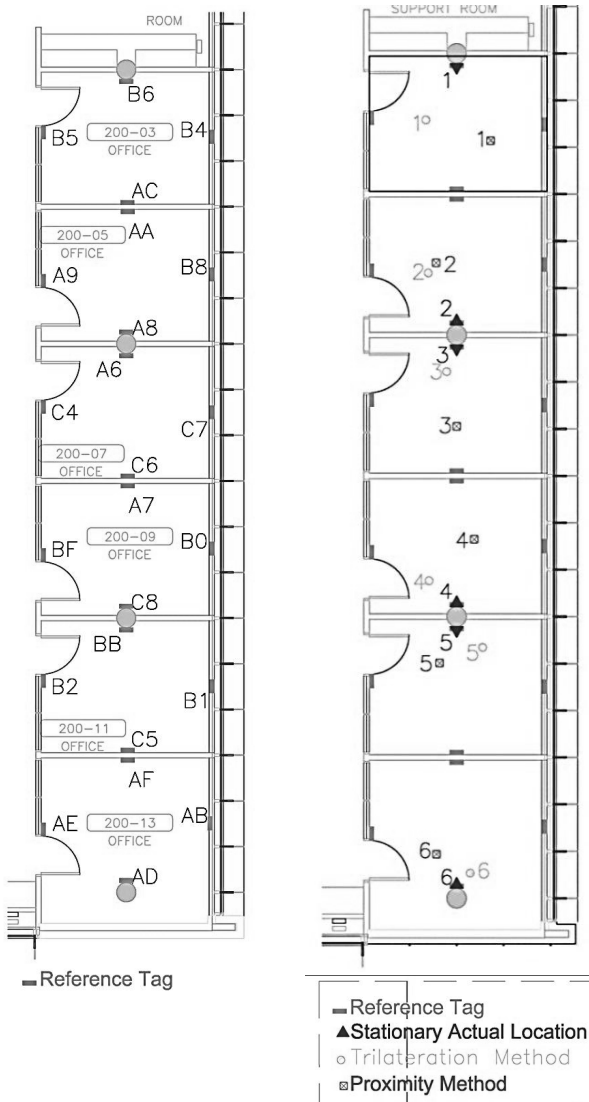 ROOM
B6
B5
200-03
B4
OFFICE
AC
AA
200-05
OFFICE
A9
B8
A8
A6
C4
C7
200-07
OFFICE
C6
A7
200-09
OFFICE
BF
B0
C8
BB
B2
B1
200-11
OFFICE
C5
AF
AE
200-13
AB
OFFICE
AD
Reference Tag
SUPPORT ROOM
1
1
1
2
2
2
3
3
3
4
4
4
5
5
5
6
6
6
Reference Tag
Stationary Actual Location
Trilateration Method
Proximity Method